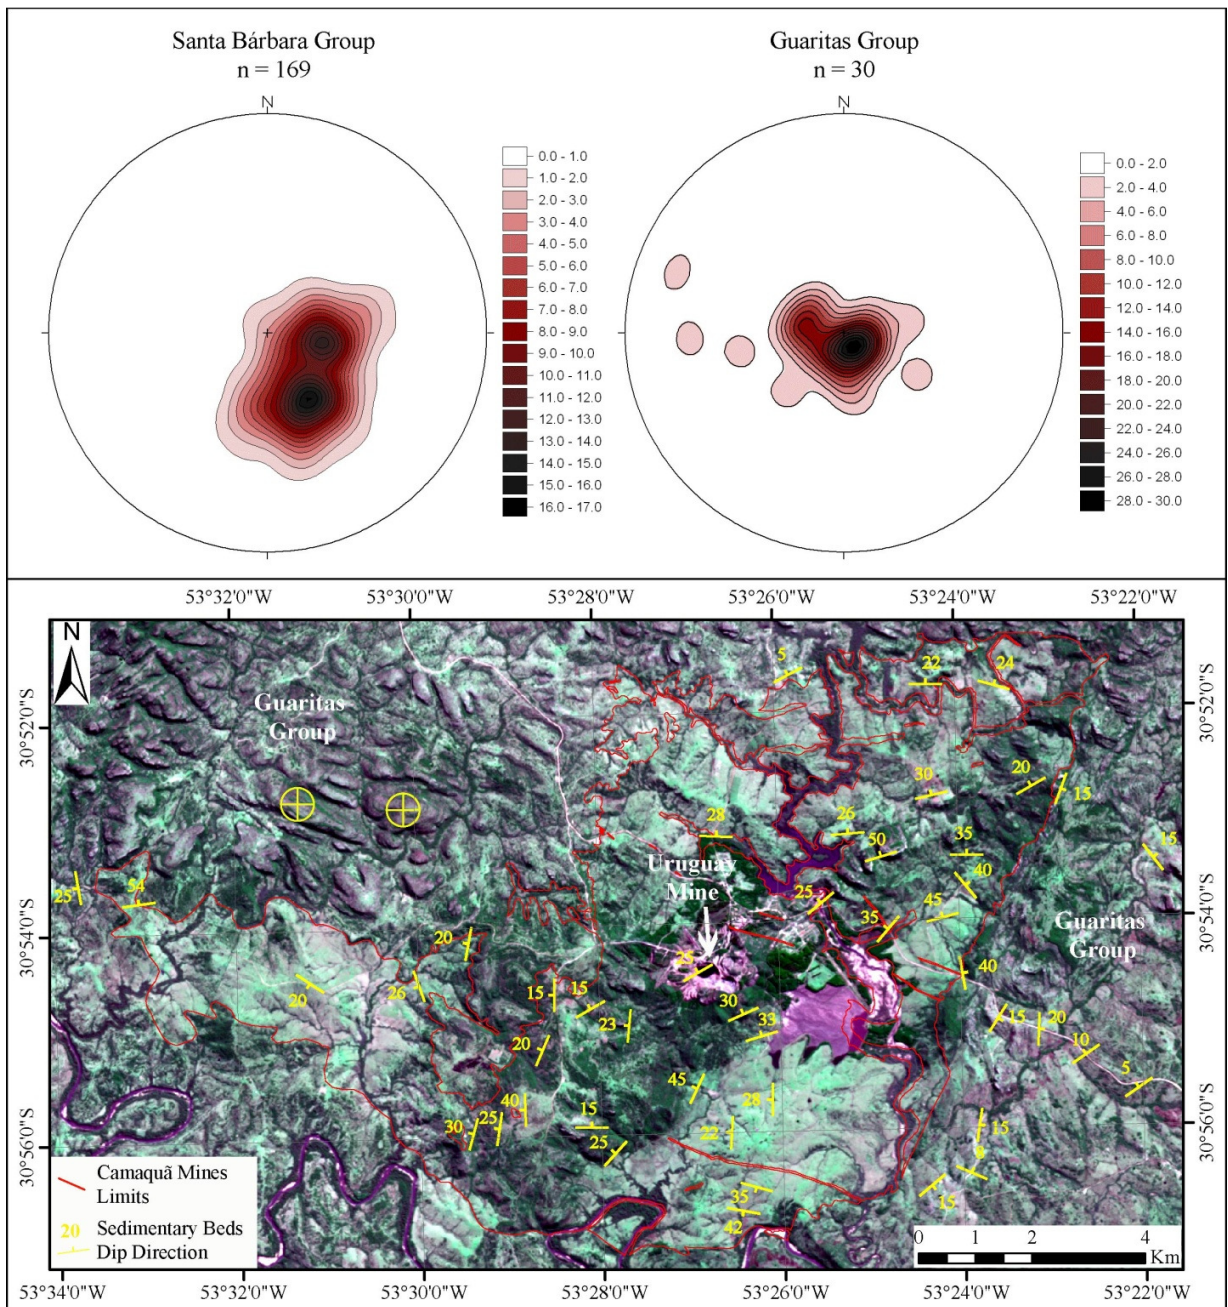 Santa Bárbara Group
n = 169
N
0.0 - 1.0
1.0 - 2.0
2.0 - 3.0
3.0 - 4.0
4.0 - 5.0
5.0 - 6.0
6.0 - 7.0
7.0 - 8.0
8.0 - 9.0
9.0 - 10.0
10.0 - 11.0
11.0 - 12.0
12.0 - 13.0
13.0 - 14.0
14.0 - 15.0
15.0 - 16.0
16.0 - 17.0
Guaritas Group
n = 30
N
0.0 - 2.0
2.0 - 4.0
4.0 - 6.0
6.0 - 8.0
8.0 - 10.0
10.0 - 12.0
12.0 - 14.0
14.0 - 16.0
16.0 - 18.0
18.0 - 20.0
20.0 - 22.0
22.0 - 24.0
24.0 - 26.0
26.0 - 28.0
28.0 - 30.0
53°32'0"W 53°30'0"W 53°28'0"W 53°26'0"W 53°24'0"W 53°22'0"W
N
5
22
24
Guaritas
Group
30°52'0"S
30°52'0"S
30
20
15
28
26
50
35
15
Uruguay
Mine
40
25
54
25
45
35
Guaritas
Group
30°54'0"S
30°54'0"S
20
25
40
26
20
15
15
30
33
23
15
20
10
20
5
45
28
40
15
25
30
22
25
15
9
30°56'0"S
30°56'0"S
35
15
42
Camaquã Mines
Limits
20
Sedimentary Beds
Dip Direction
0 1 2 4
Km
53°34'0"W 53°32'0"W 53°30'0"W 53°28'0"W 53°26'0"W 53°24'0"W 53°22'0"W